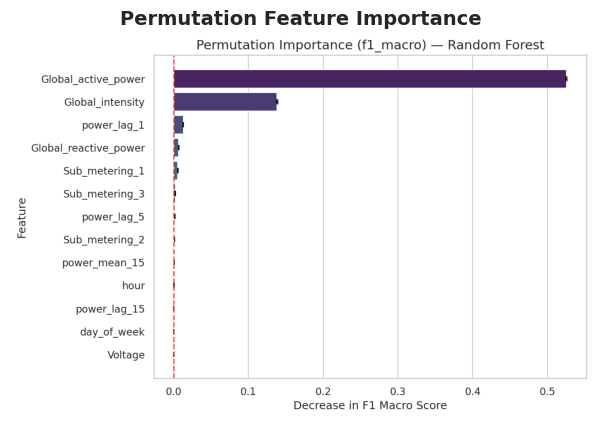 Permutation Feature Importance
Permutation Importance (f1_macro) — Random Forest
Feature
Global_active_power
Global_intensity
power_lag_1
Global_reactive_power
Sub_metering_1
Sub_metering_3
power_lag_5
Sub_metering_2
power_mean_15
hour
power_lag_15
day_of_week
Voltage
0.0 0.1 0.2 0.3 0.4 0.5
Decrease in F1 Macro Score